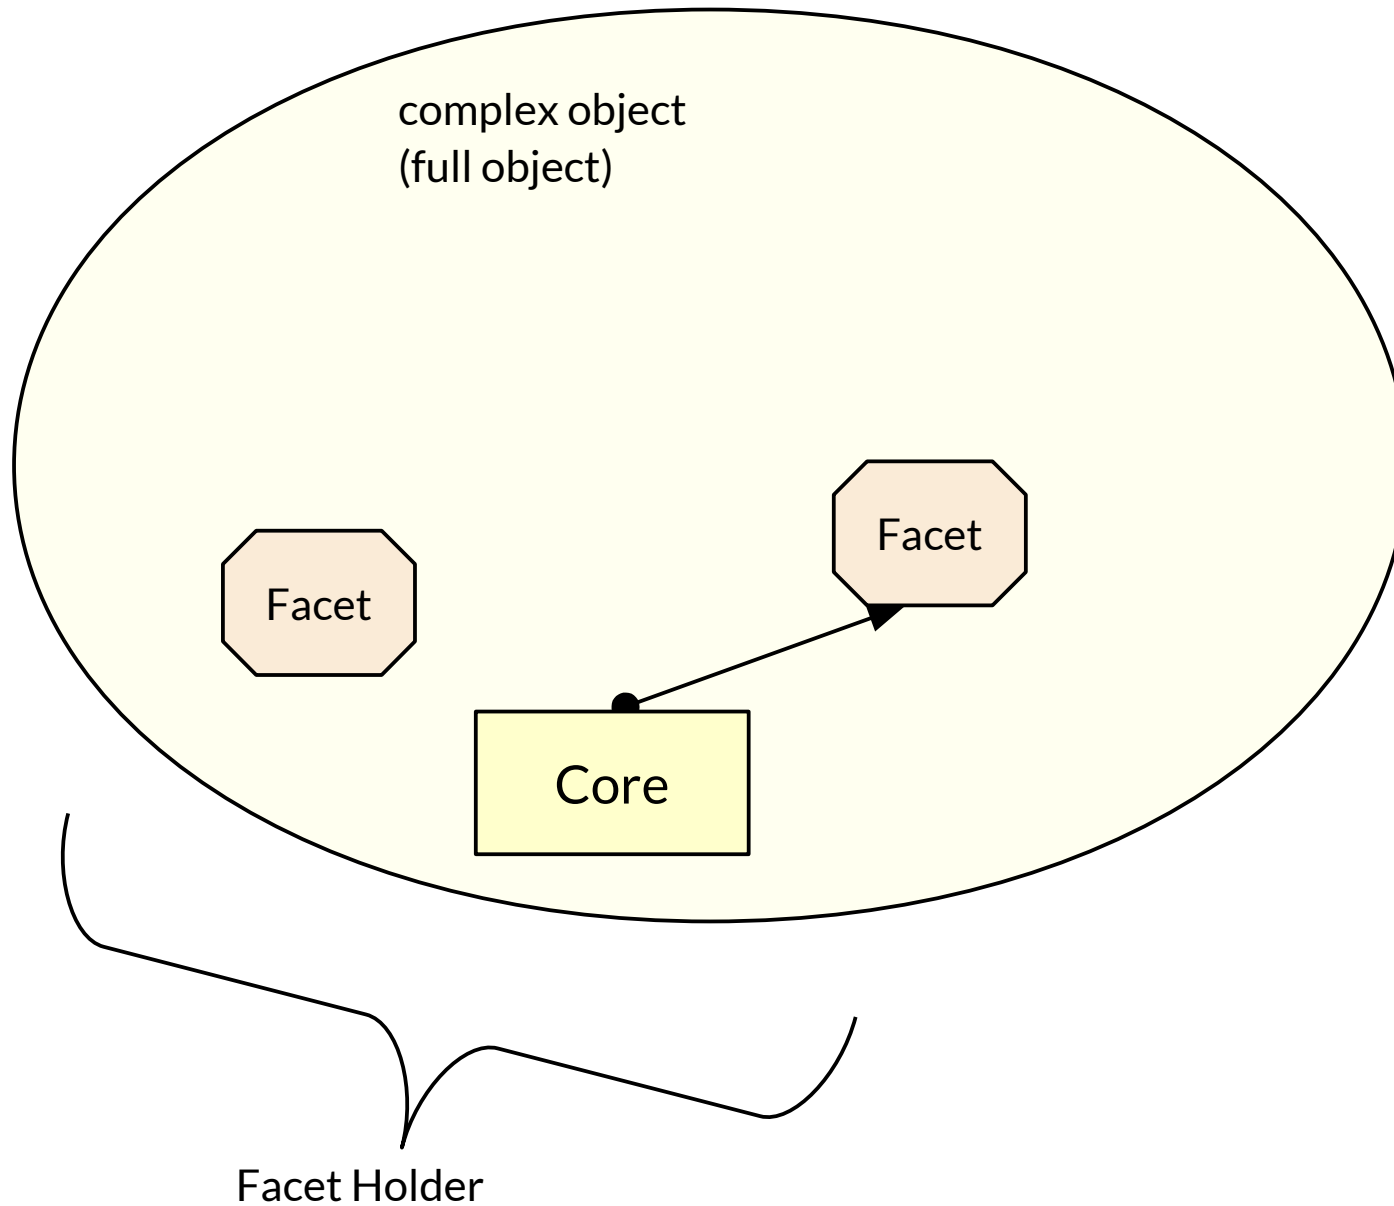 complex object
(full object)
Facet
Facet
Core
Facet Holder